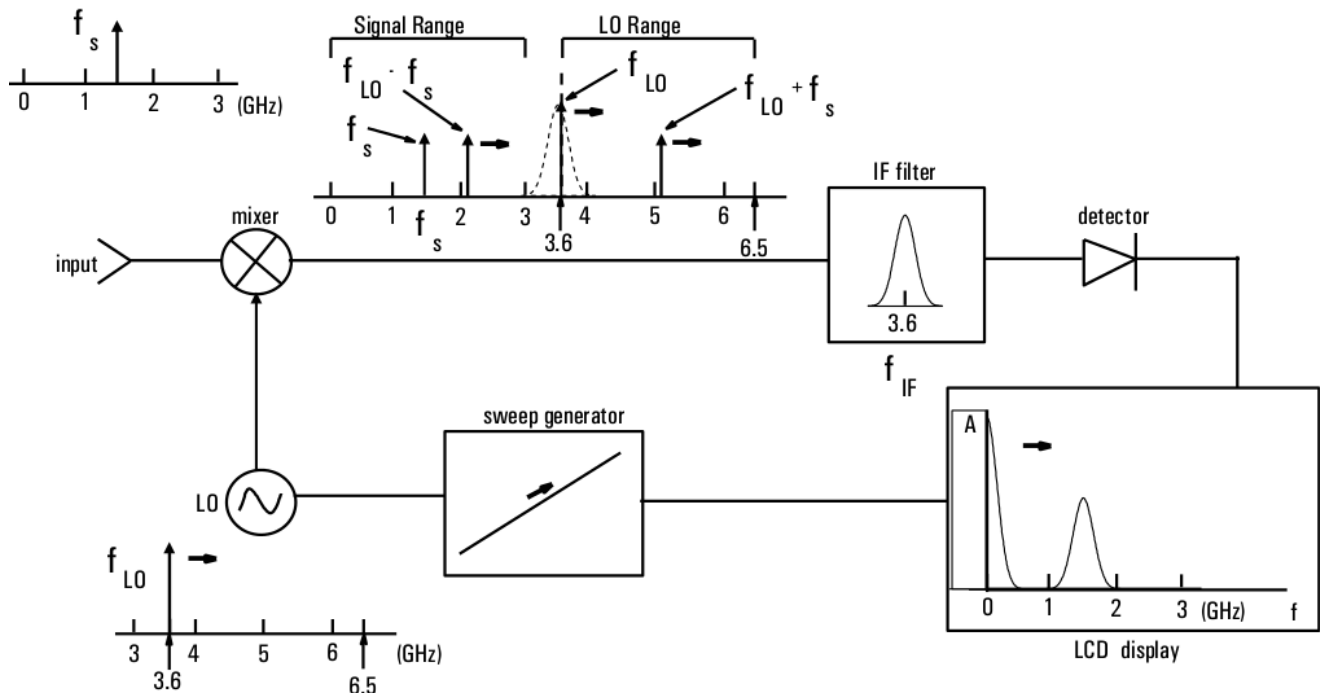 f s
0 1 2 3 (GHz)
Signal Range
LO Range
f LO - f s
f s
f LO
f LO + f s
0 1 2 3 4 5 6
f s
3.6
6.5
input
mixer
IF filter
3.6
f IF
detector
LO
sweep generator
A
0 1 2 3 (GHz) f
LCD display
f LO
3 4 5 6 (GHz)
3.6
6.5